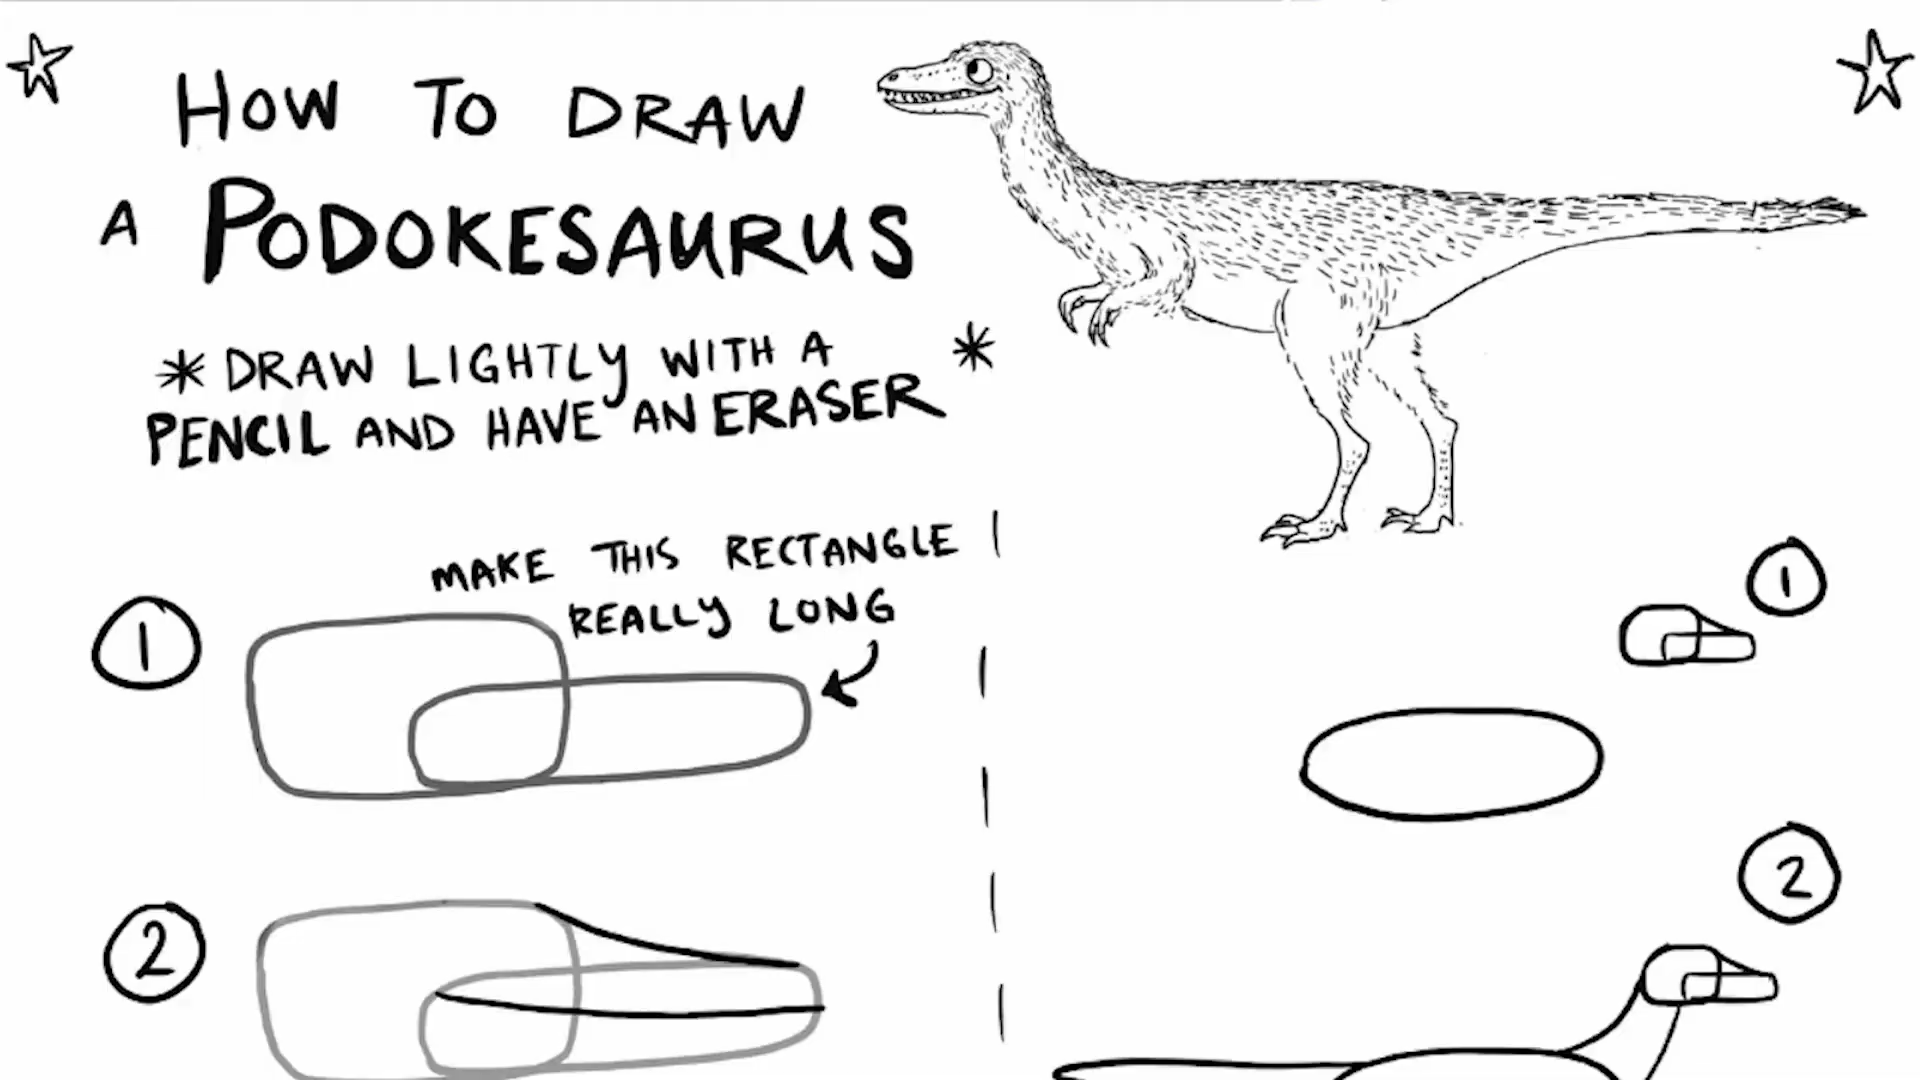 HOW TO DRAW
A PODOKESAURUS
* DRAW LIGHTLY WITH A *
PENCIL AND HAVE AN ERASER
MAKE THIS RECTANGLE
REALLY LONG
1
2
1
2